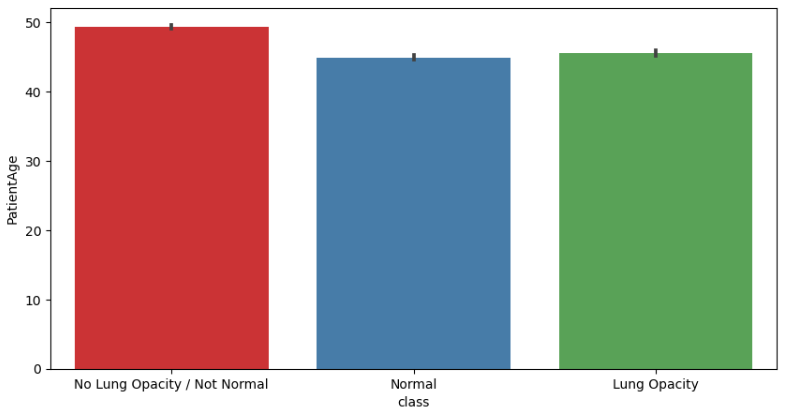 50
40
30
20
10
0
PatientAge
No Lung Opacity / Not Normal
Normal
Lung Opacity
class